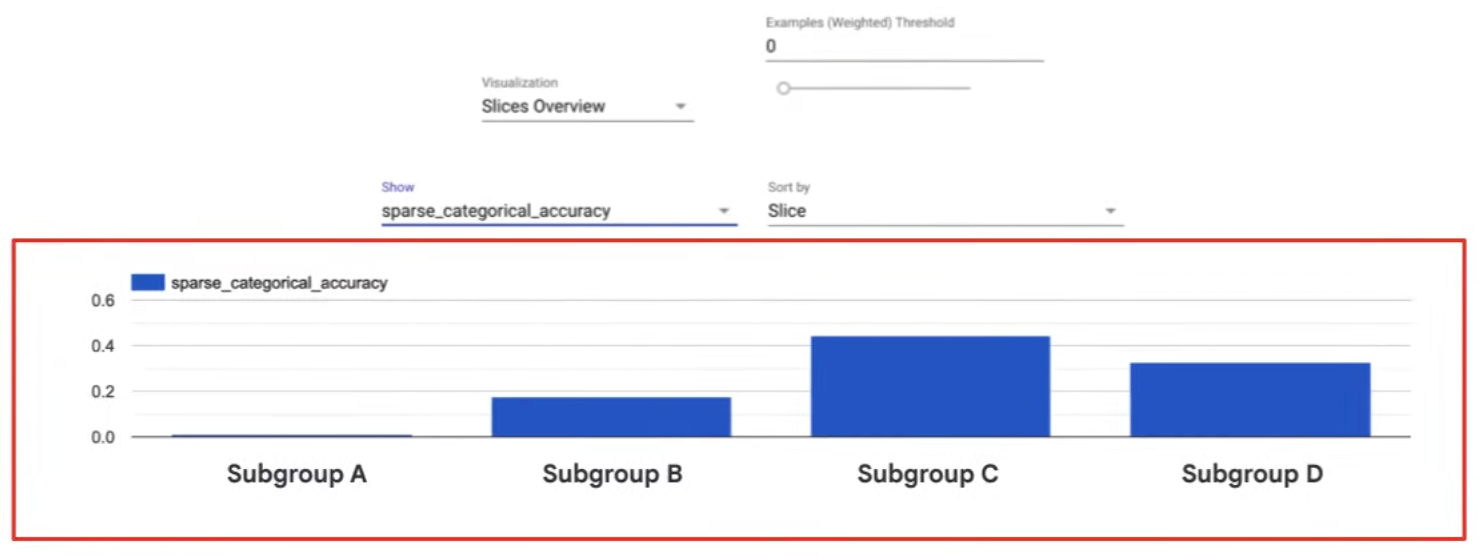 Examples (Weighted) Threshold
0
Visualization
Slices Overview
Show
sparse_categorical_accuracy
Sort by
Slice
sparse_categorical_accuracy
0.6
0.4
0.2
0.0
Subgroup A
Subgroup B
Subgroup C
Subgroup D